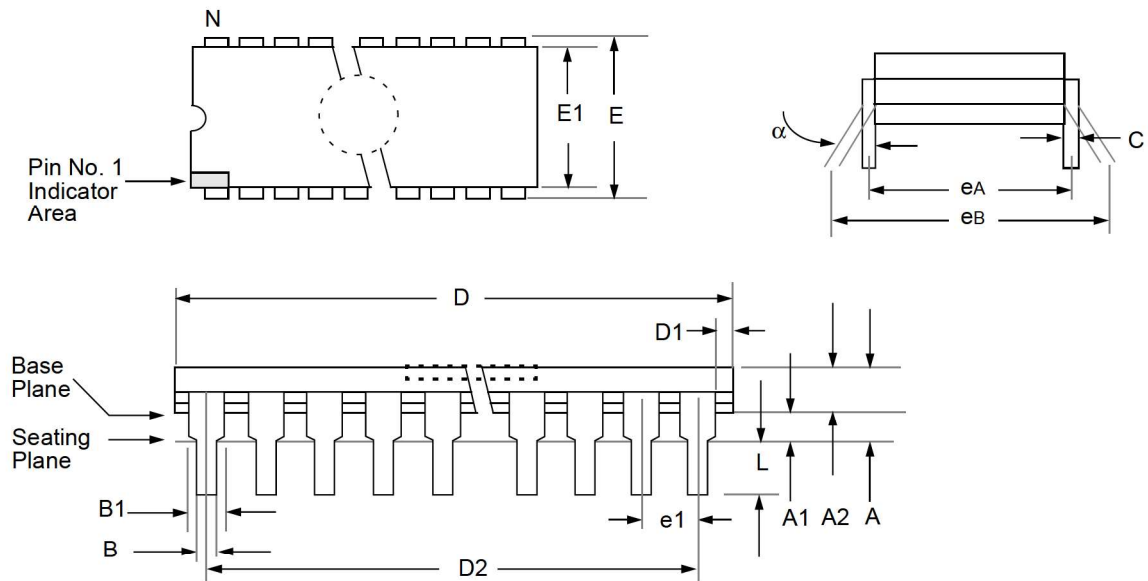 N
E1
E
Pin No. 1
Indicator
Area
α
C
eA
eB
D
D1
Base
Plane
Seating
Plane
L
B1
e1
A1
A2
A
B
D2